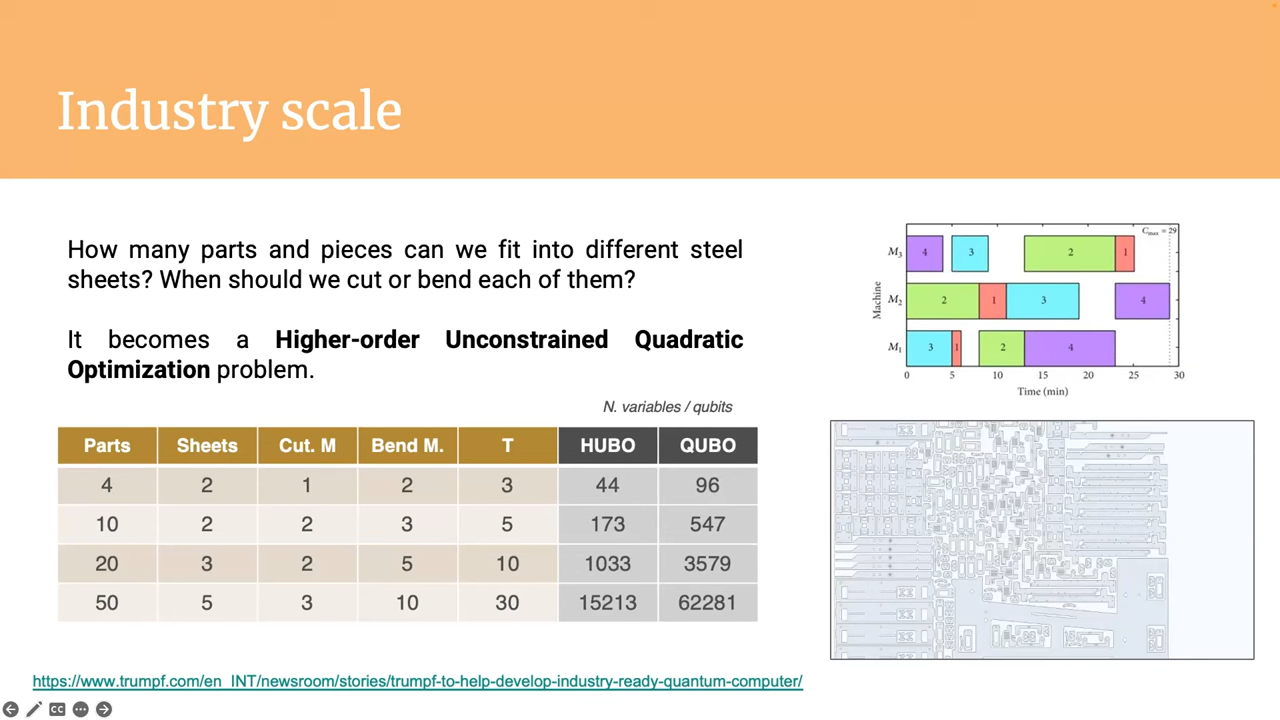 Industry scale
How many parts and pieces can we fit into different steel
sheets? When should we cut or bend each of them?
It becomes a Higher-order Unconstrained Quadratic
Optimization problem.
N. variables / qubits
Parts Sheets Cut. M Bend M. T HUBO QUBO
4 2 1 2 3 44 96
10 2 2 3 5 173 547
20 3 2 5 10 1033 3579
50 5 3 10 30 15213 62281
https://www.trumpf.com/en_INT/newsroom/stories/trumpf-to-help-develop-industry-ready-quantum-computer/
Cmax = 29
M3 4 3 2 1
Machine
M2 2 1 3 4
M1 3 1 2 4
0 5 10 15 20 25 30
Time (min)
CC